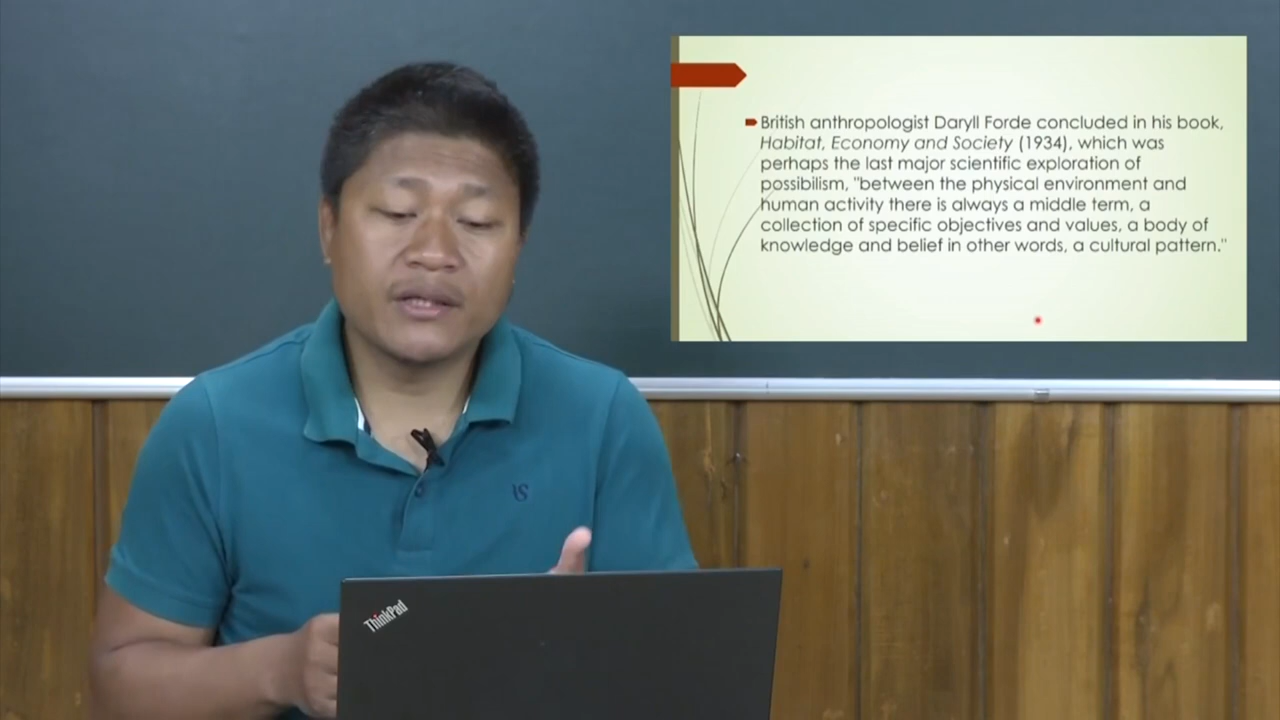 British anthropologist Daryll Forde concluded in his book,
Habitat, Economy and Society (1934), which was
perhaps the last major scientific exploration of
possibilism, "between the physical environment and
human activity there is always a middle term, a
collection of specific objectives and values, a body of
knowledge and belief in other words, a cultural pattern."
ThinkPad